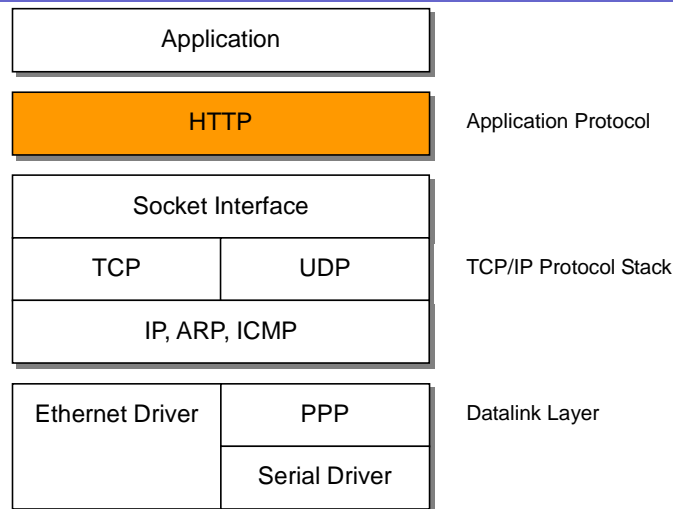 Application
HTTP
Application Protocol
Socket Interface
TCP
UDP
TCP/IP Protocol Stack
IP, ARP, ICMP
Ethernet Driver
PPP
Datalink Layer
Serial Driver